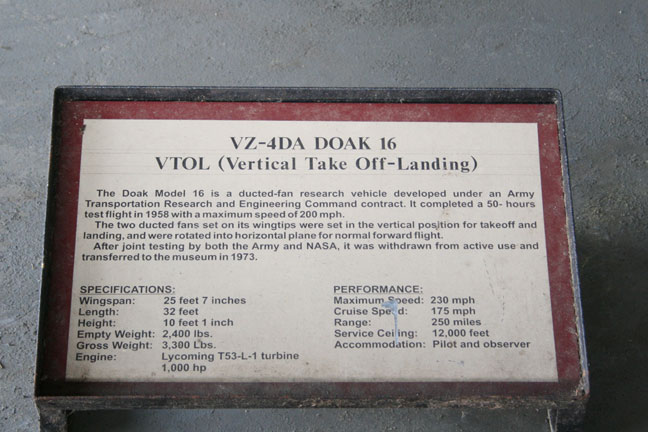 VZ-4DA DOAK 16
VTOL (Vertical Take Off-Landing)
The Doak Model 16 is a ducted-fan research vehicle developed under an Army
Transportation Research and Engineering Command contract. It completed a 50- hours
test flight in 1958 with a maximum speed of 200 mph.
The two ducted fans set on its wingtips were set in the vertical position for takeoff and
landing, and were rotated into horizontal plane for normal forward flight.
After joint testing by both the Army and NASA, it was withdrawn from active use and
transferred to the museum in 1973.
SPECIFICATIONS:
Wingspan: 25 feet 7 inches
Length: 32 feet
Height: 10 feet 1 inch
Empty Weight: 2,400 lbs.
Gross Weight: 3,300 Lbs.
Engine: Lycoming T53-L-1 turbine
1,000 hp
PERFORMANCE:
Maximum Speed: 230 mph
Cruise Speed: 175 mph
Range: 250 miles
Service Ceiling: 12,000 feet
Accommodation: Pilot and observer